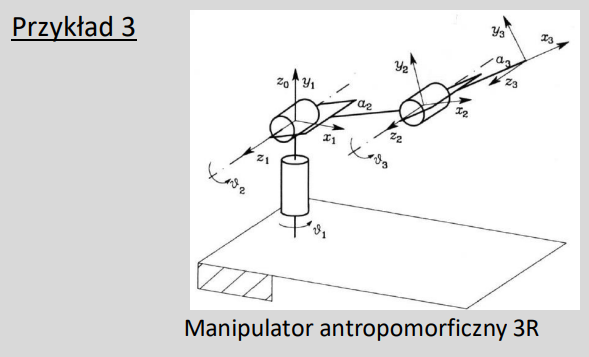 Przykład 3
y₃
x₃
y₂
a₃
z₀
y₁
z₃
a₂
x₂
x₁
z₂
z₁
ϑ₃
ϑ₂
ϑ₁
Manipulator antropomorficzny 3R